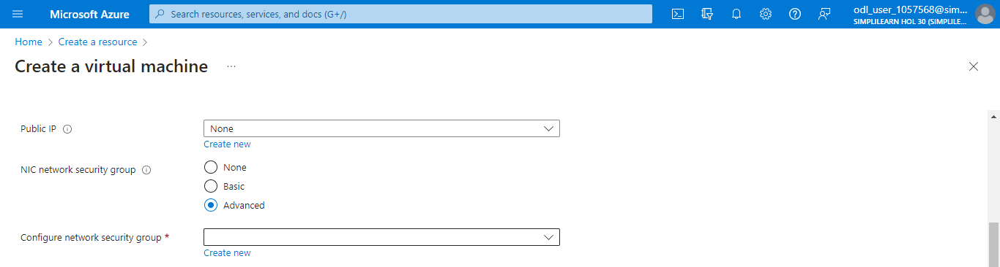 Microsoft Azure
Search resources, services, and docs (G+/)
odl_user_1057568@sim...
SIMPLILEARN HOL 30 (SIMPLILE...
Home > Create a resource >
Create a virtual machine ...
Public IP
None
Create new
NIC network security group
None
Basic
Advanced
Configure network security group *
Create new